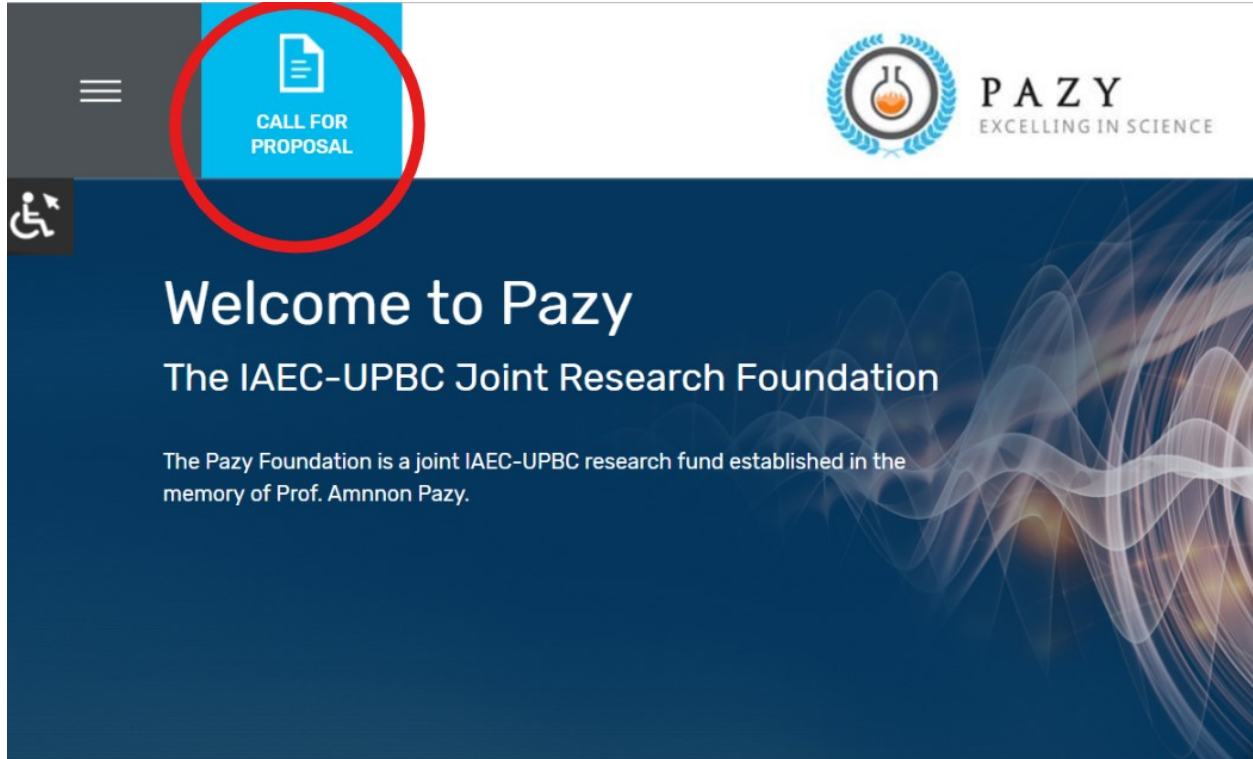 CALL FOR
PROPOSAL
PAZY
EXCELLING IN SCIENCE
Welcome to Pazy
The IAEC-UPBC Joint Research Foundation
The Pazy Foundation is a joint IAEC-UPBC research fund established in the
memory of Prof. Amnnon Pazy.